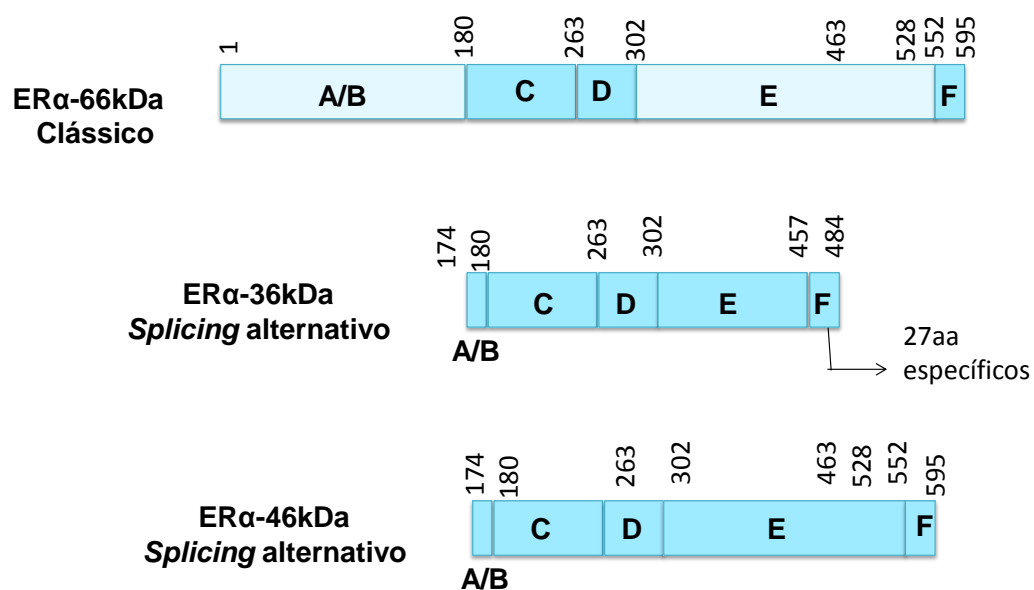 1 180 263 302 463 528 552 595
ERα-66kDa
Clássico
A/B C D E F
174 180 263 302 457 484
ERα-36kDa
Splicing alternativo
C D E F
A/B
27aa
específicos
174 180 263 302 463 528 552 595
ERα-46kDa
Splicing alternativo
C D E F
A/B